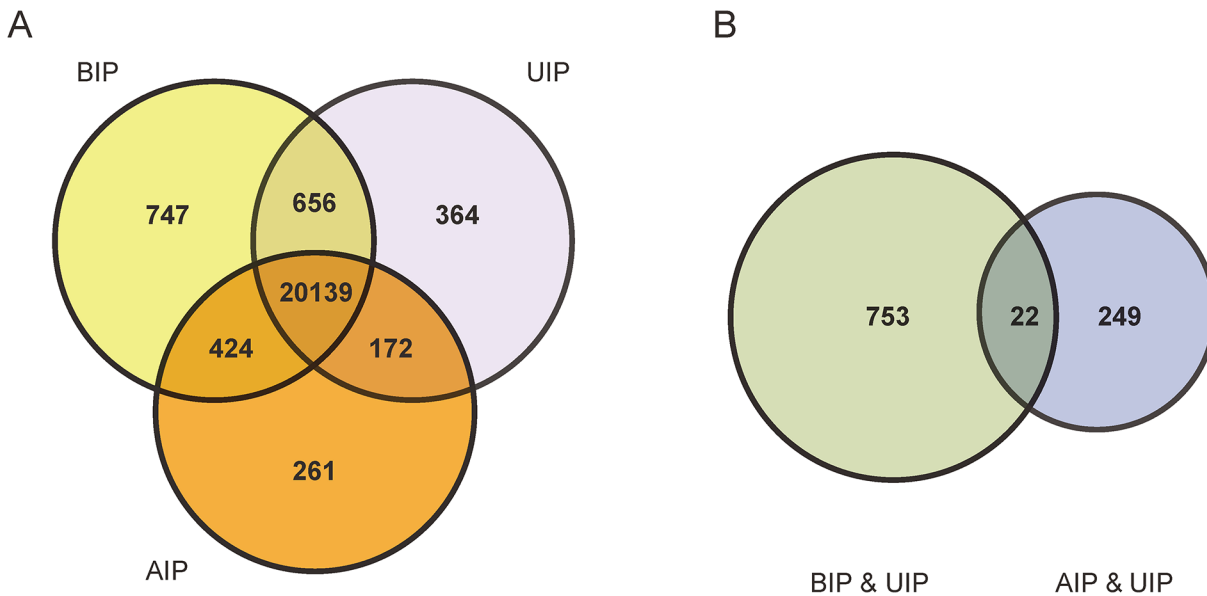 A
B
BIP
UIP
747
656
364
20139
424
172
261
AIP
753
22
249
BIP & UIP
AIP & UIP